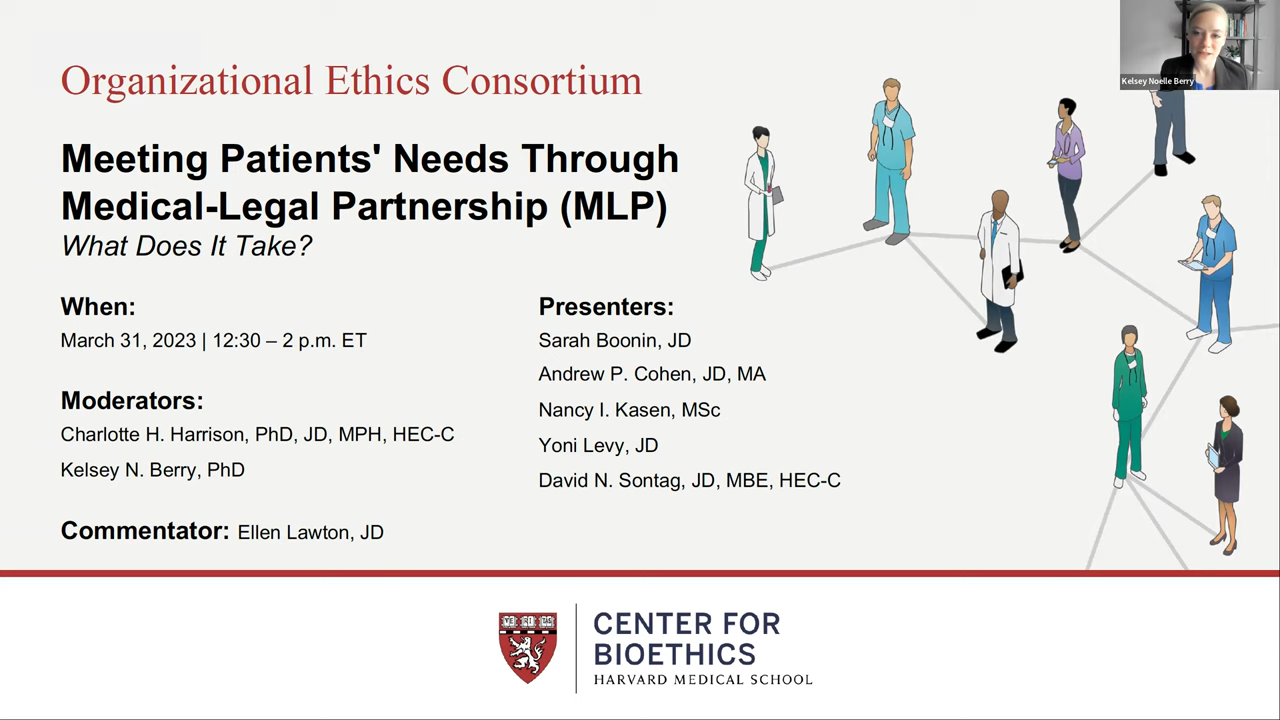 Kelsey Noelle Berry
Organizational Ethics Consortium
Meeting Patients' Needs Through
Medical-Legal Partnership (MLP)
What Does It Take?
When:
March 31, 2023 | 12:30 – 2 p.m. ET
Moderators:
Charlotte H. Harrison, PhD, JD, MPH, HEC-C
Kelsey N. Berry, PhD
Commentator: Ellen Lawton, JD
Presenters:
Sarah Boonin, JD
Andrew P. Cohen, JD, MA
Nancy I. Kasen, MSc
Yoni Levy, JD
David N. Sontag, JD, MBE, HEC-C
VE RI TAS
CENTER FOR
BIOETHICS
HARVARD MEDICAL SCHOOL